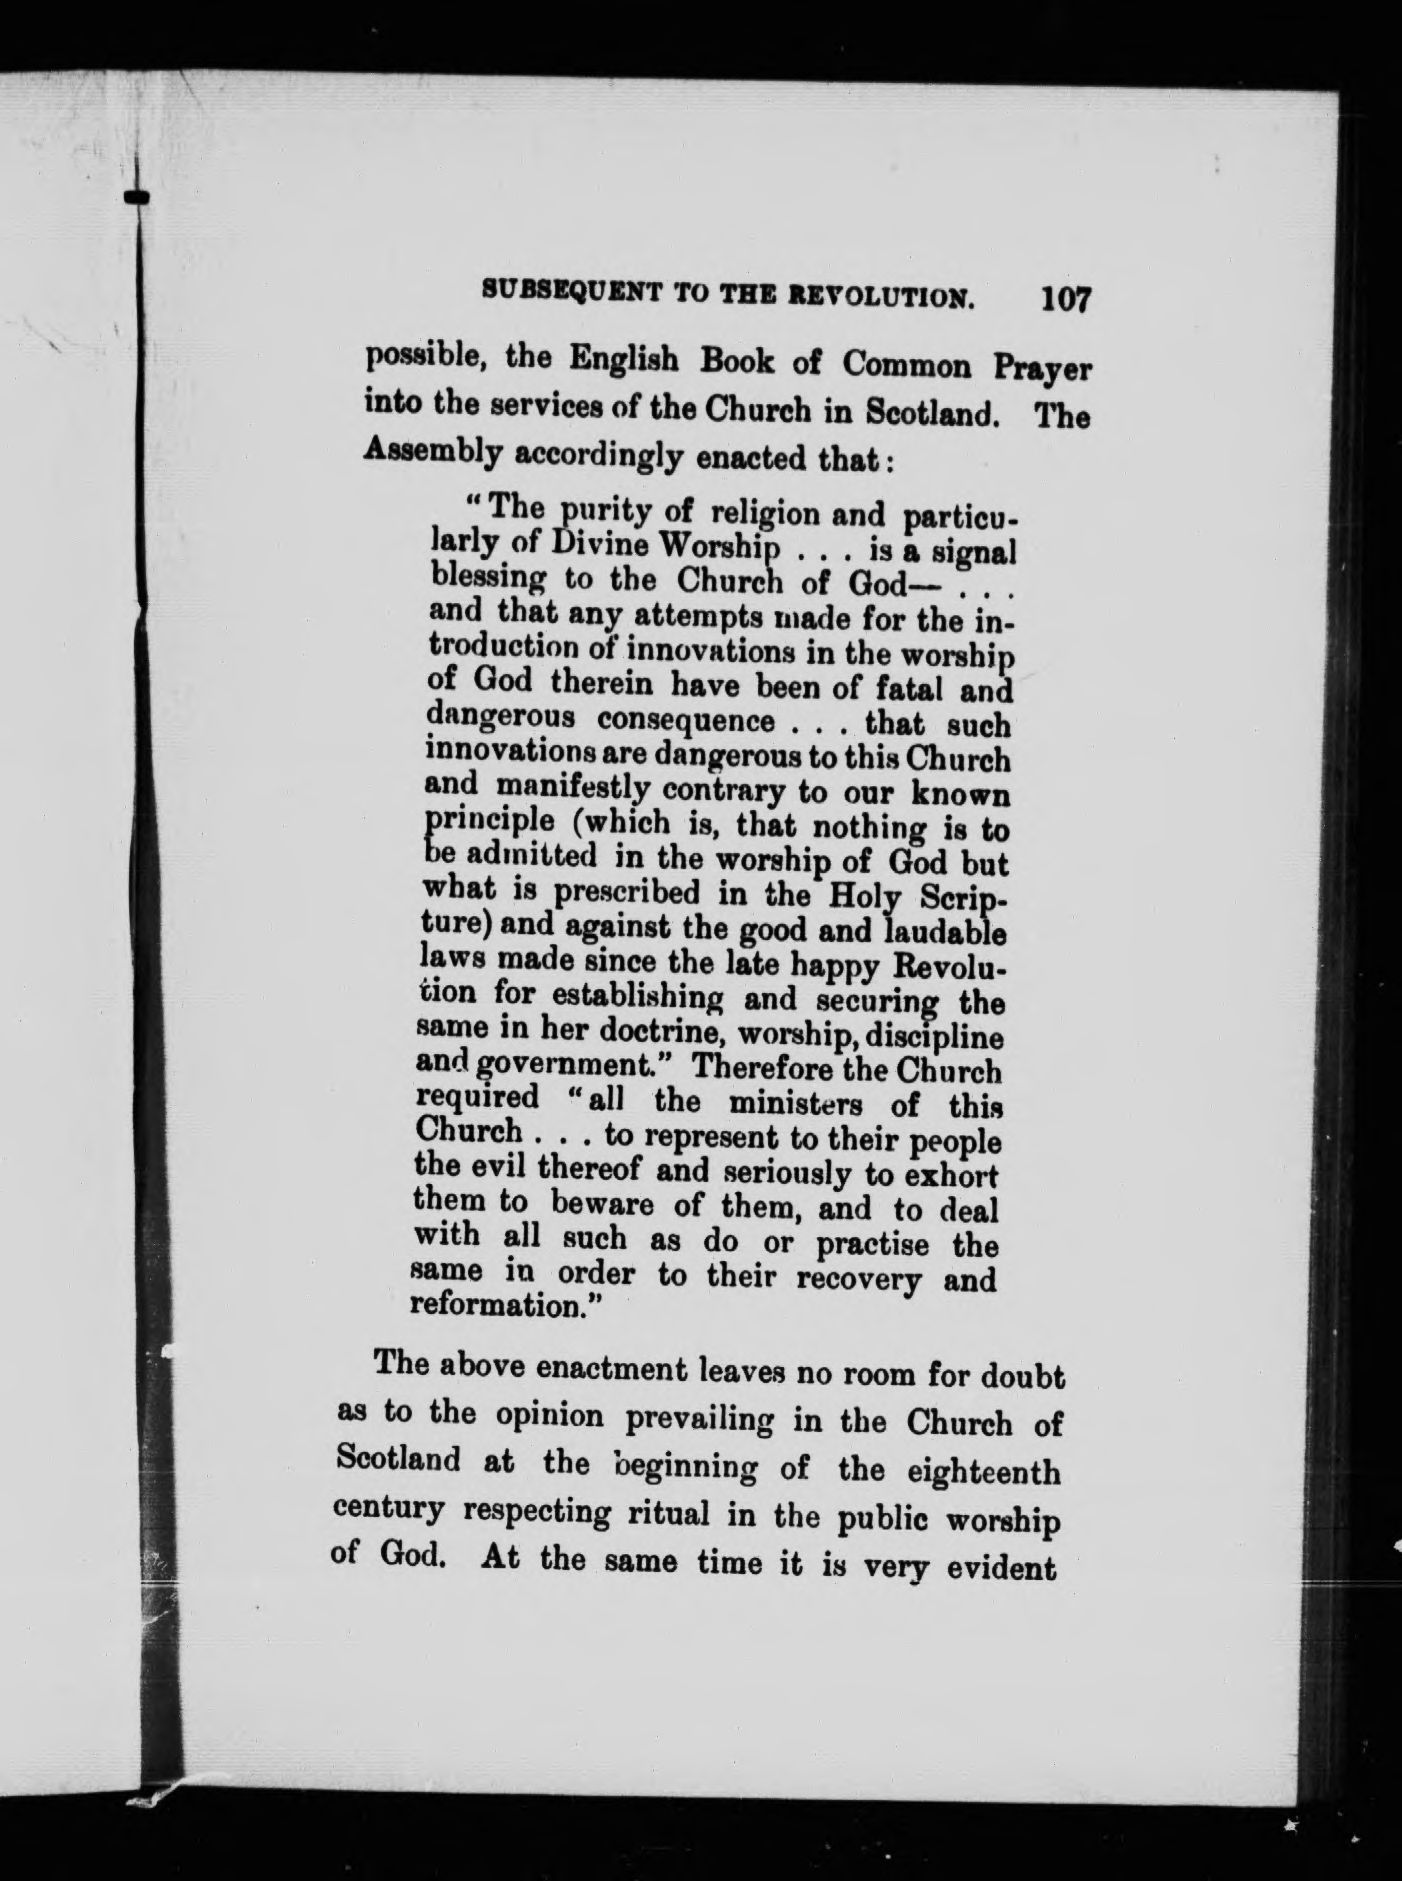 SUBSEQUENT TO THE REVOLUTION. 107
possible, the English Book of Common Prayer
into the services of the Church in Scotland. The
Assembly accordingly enacted that:
"The purity of religion and particu-
larly of Divine Worship . . . is a signal
blessing to the Church of God— . . .
and that any attempts made for the in-
troduction of innovations in the worship
of God therein have been of fatal and
dangerous consequence . . . that such
innovations are dangerous to this Church
and manifestly contrary to our known
principle (which is, that nothing is to
be admitted in the worship of God but
what is prescribed in the Holy Scrip-
ture) and against the good and laudable
laws made since the late happy Revolu-
tion for establishing and securing the
same in her doctrine, worship, discipline
and government." Therefore the Church
required "all the ministers of this
Church . . . to represent to their people
the evil thereof and seriously to exhort
them to beware of them, and to deal
with all such as do or practise the
same in order to their recovery and
reformation."
The above enactment leaves no room for doubt
as to the opinion prevailing in the Church of
Scotland at the beginning of the eighteenth
century respecting ritual in the public worship
of God. At the same time it is very evident